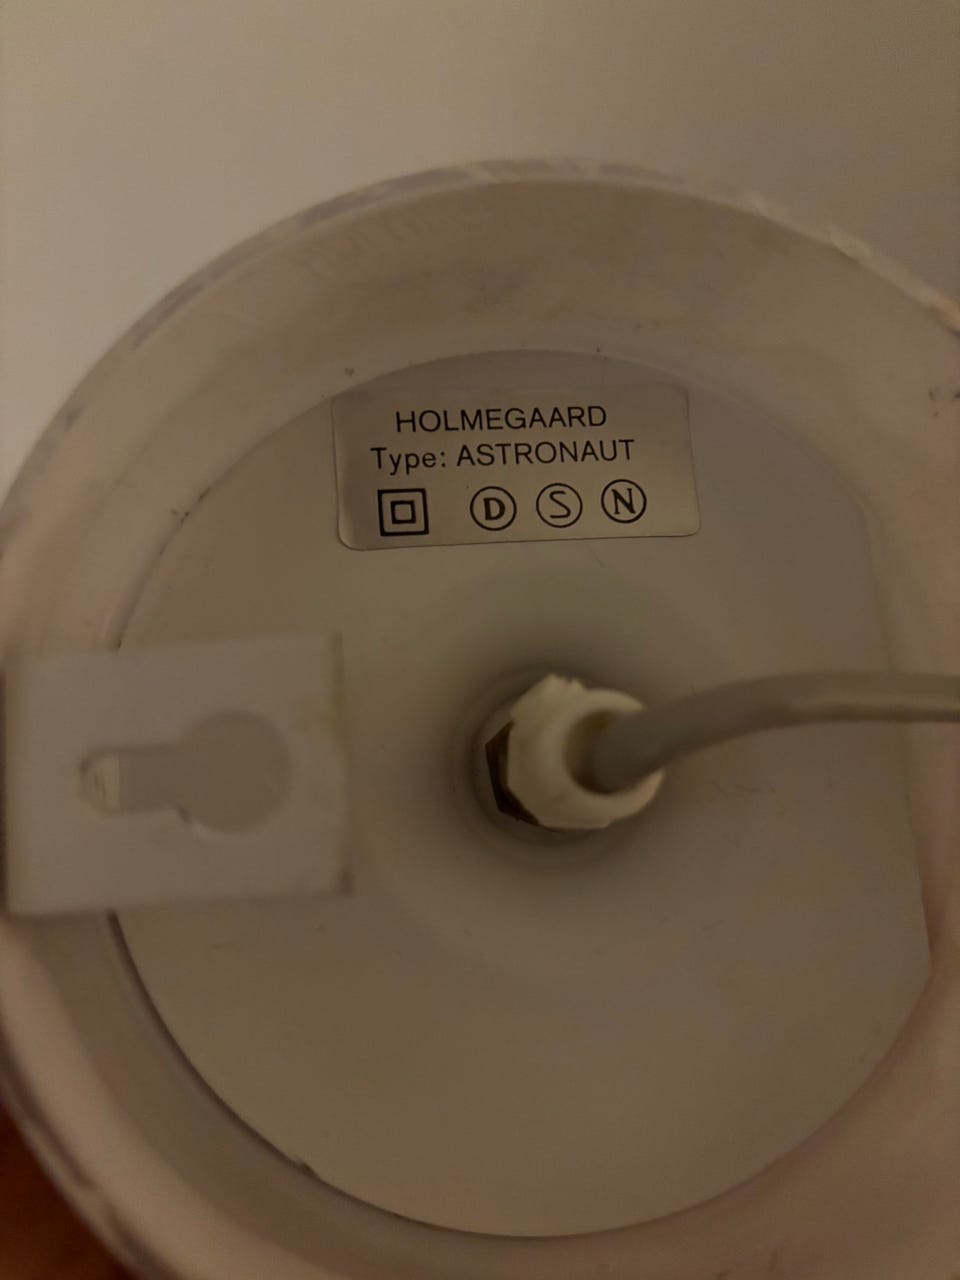 HOLMEGAARD
Type: ASTRONAUT
D S N